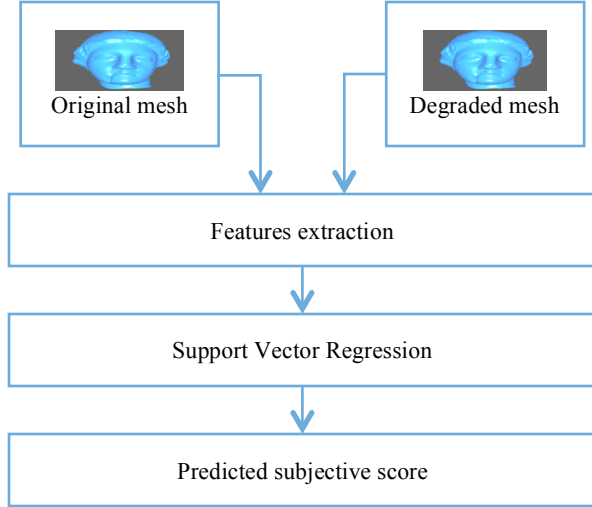 Original mesh
Degraded mesh
Features extraction
Support Vector Regression
Predicted subjective score